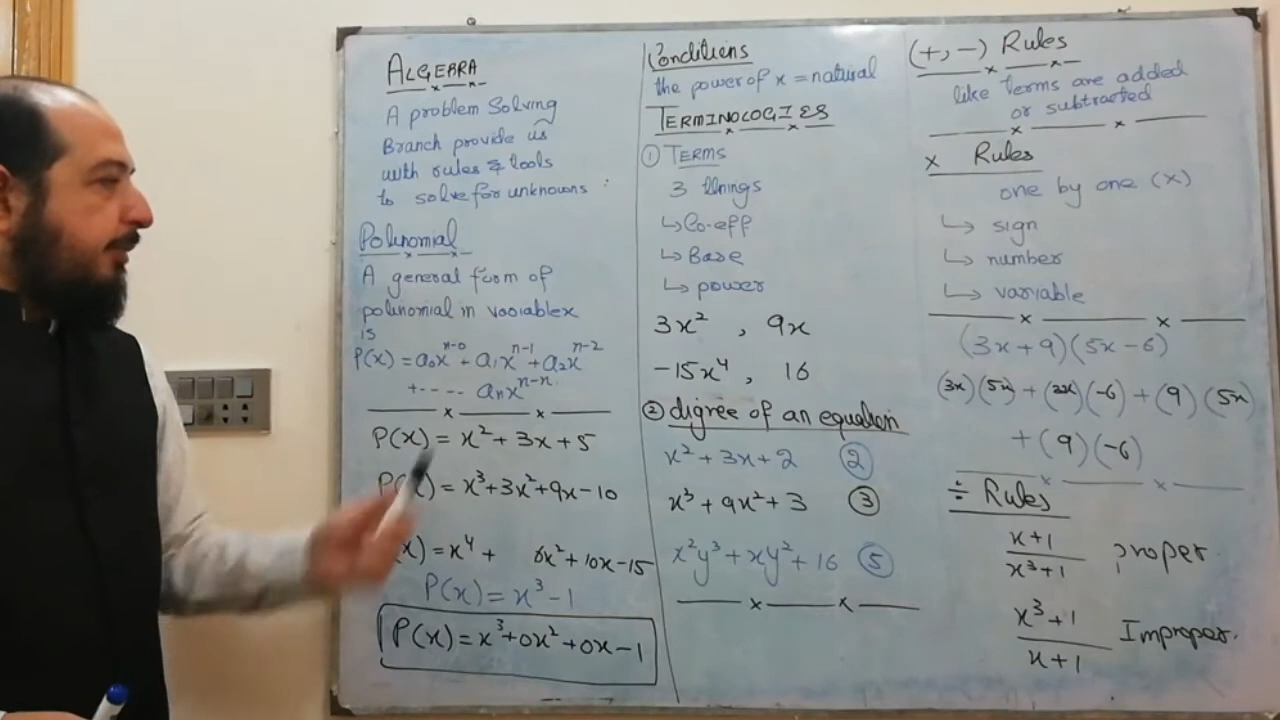 ALGEBRA
A problem Solving
Branch provide us
with rules & tools
to solve for unknowns :
Polinomial
A general form of
polinomial in variable x
is
P(x) = a₀xⁿ⁻⁰ + a₁xⁿ⁻¹ + a₂xⁿ⁻²
+ ---- aₙxⁿ⁻ⁿ
P(x) = x² + 3x + 5
P(x) = x³ + 3x² + 9x - 10
(x) = x⁴ + 6x² + 10x - 15
P(x) = x³ - 1
P(x) = x³ + 0x² + 0x - 1
Conditions
the power of x = natural
TERMINOLOGIES
① TERMS
3 things
↳ Co-eff
↳ Base
↳ power
3x² , 9x
-15x⁴ , 16
② digree of an equation
x² + 3x + 2 ②
x³ + 9x² + 3 ③
x²y³ + xy² + 16 ⑤
(+, -) Rules
like terms are added
or subtracted
x Rules
one by one (x)
↳ sign
↳ number
↳ variable
(3x + 9)(5x - 6)
(3x)(5x) + (3x)(-6) + (9)(5x)
+ (9)(-6)
÷ Rules
x+1
x³+1 proper
x³+1
x+1 Improper.